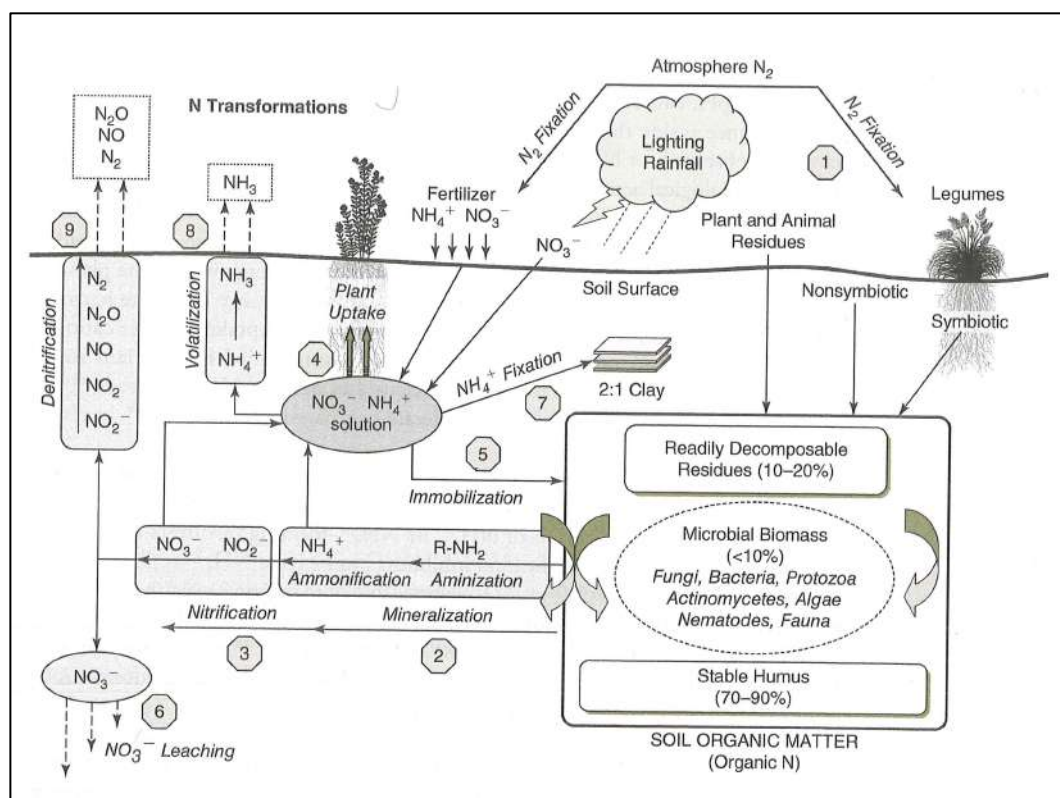 Atmosphere N₂
N Transformations
N₂O
NO
N₂
N₂ Fixation
Lighting
Rainfall
N₂ Fixation
1
NH₃
Fertilizer
NH₄⁺ NO₃⁻
Legumes
Plant and Animal
Residues
9
8
NO₃⁻
Soil Surface
Nonsymbiotic
Symbiotic
Denitrification
N₂
N₂O
NO
NO₂
NO₂⁻
Volatilization
NH₃
NH₄⁺
Plant
Uptake
4
NO₃⁻ NH₄⁺
solution
NH₄⁺ Fixation
7
2:1 Clay
5
Immobilization
Readily Decomposable
Residues (10–20%)
Microbial Biomass
(<10%)
Fungi, Bacteria, Protozoa
Actinomycetes, Algae
Nematodes, Fauna
Stable Humus
(70–90%)
SOIL ORGANIC MATTER
(Organic N)
NO₃⁻ NO₂⁻
NH₄⁺ R-NH₂
Ammonification Aminization
Nitrification Mineralization
3
2
NO₃⁻
6
NO₃⁻ Leaching